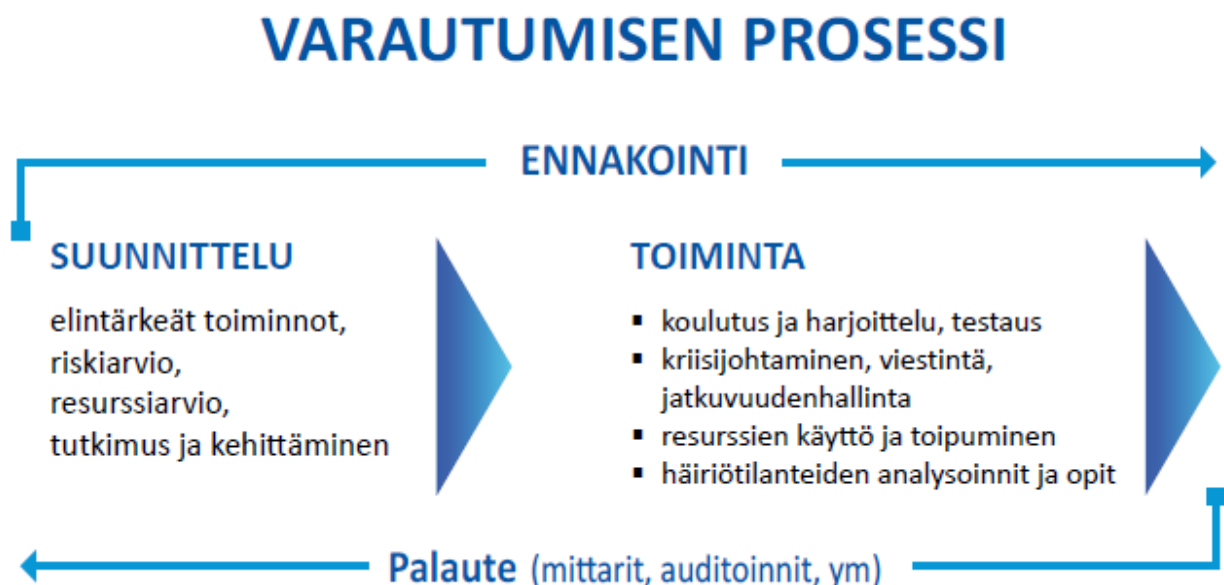 VARAUTUMISEN PROSESSI
ENNAKOINTI
SUUNNITTELU
elintärkeät toiminnot,
riskiarvio,
resurssiarvio,
tutkimus ja kehittäminen
TOIMINTA
▪ koulutus ja harjoittelu, testaus
▪ kriisijohtaminen, viestintä,
jatkuvuudenhallinta
▪ resurssien käyttö ja toipuminen
▪ häiriötilanteiden analysoinnit ja opit
Palaute (mittarit, auditoinnit, ym)